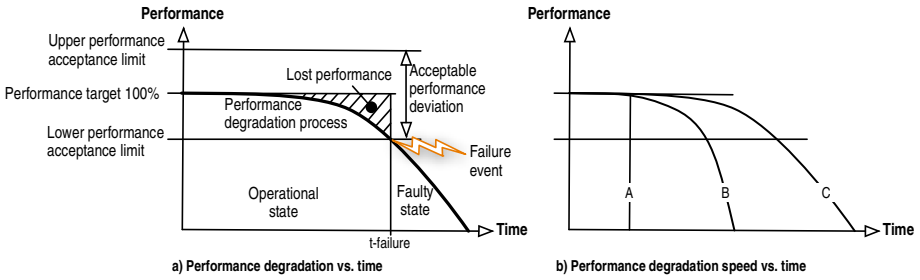 Performance
Upper performance
acceptance limit
Lost performance
Acceptable
performance
deviation
Performance target 100%
Performance
degradation process
Lower performance
acceptance limit
Failure
event
Operational
state
Faulty
state
Time
t-failure
a) Performance degradation vs. time
Performance
A
B
C
Time
b) Performance degradation speed vs. time